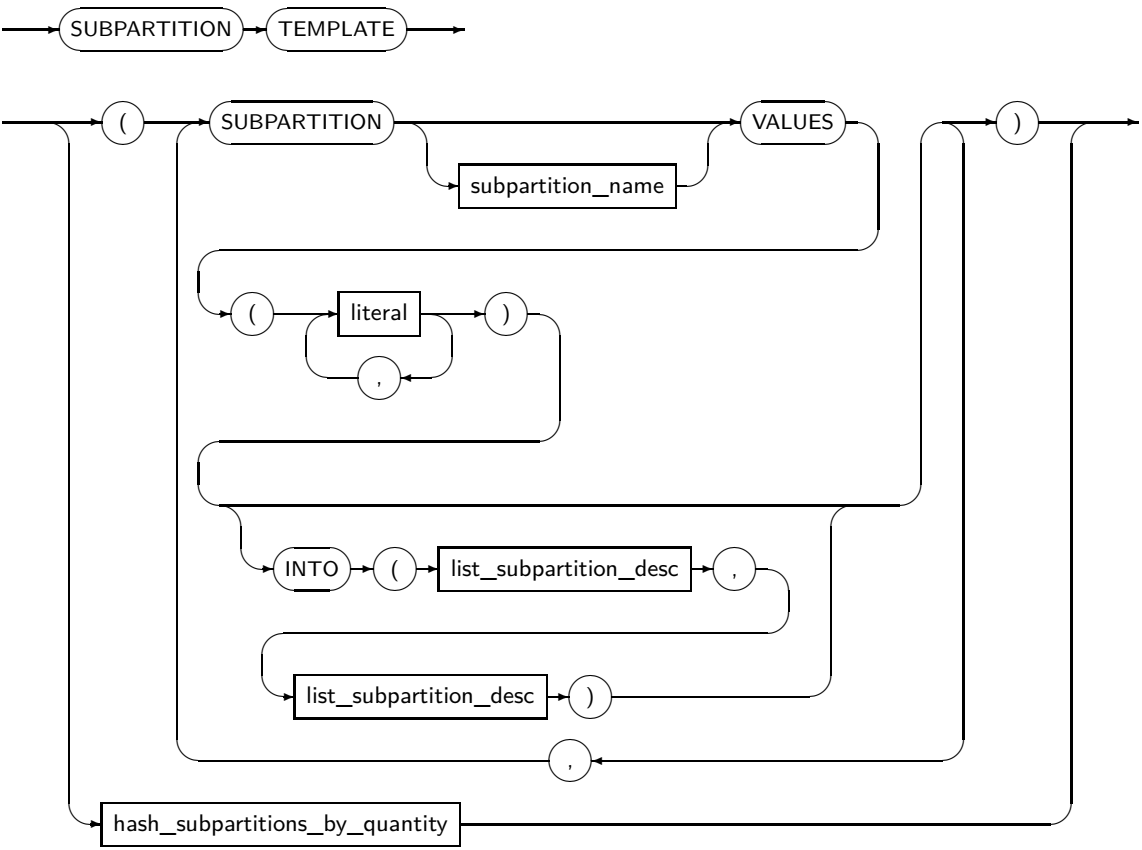 SUBPARTITION TEMPLATE
( SUBPARTITION VALUES )
subpartition_name
( literal )
,
INTO ( list_subpartition_desc ,
list_subpartition_desc )
,
hash_subpartitions_by_quantity